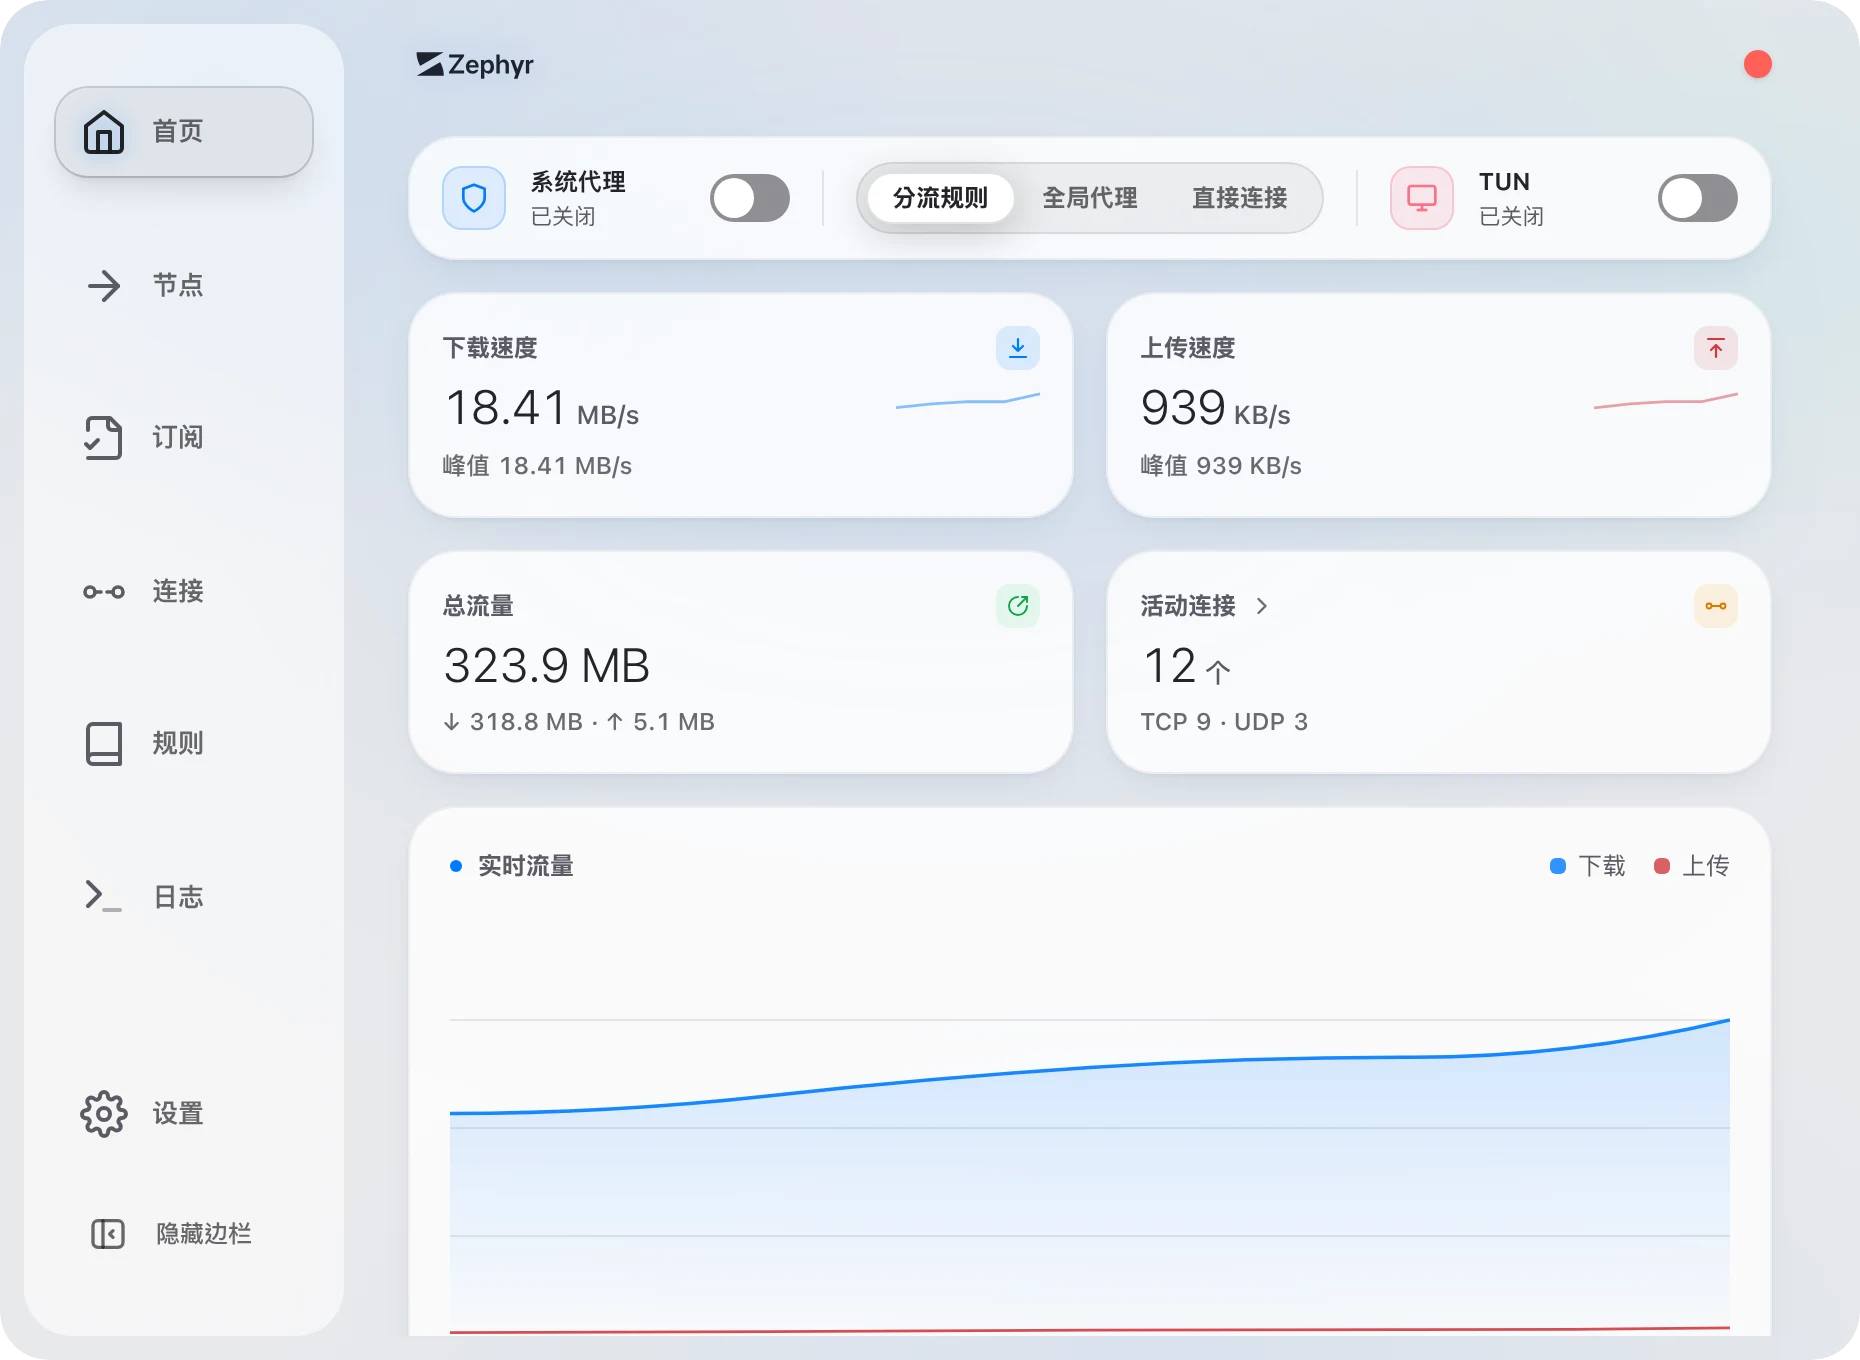 Zephyr
首页
节点
订阅
连接
规则
日志
设置
隐藏边栏
系统代理
已关闭
分流规则
全局代理
直接连接
TUN
已关闭
下载速度
18.41 MB/s
峰值 18.41 MB/s
上传速度
939 KB/s
峰值 939 KB/s
总流量
323.9 MB
↓ 318.8 MB · ↑ 5.1 MB
活动连接
12 个
TCP 9 · UDP 3
实时流量
下载
上传